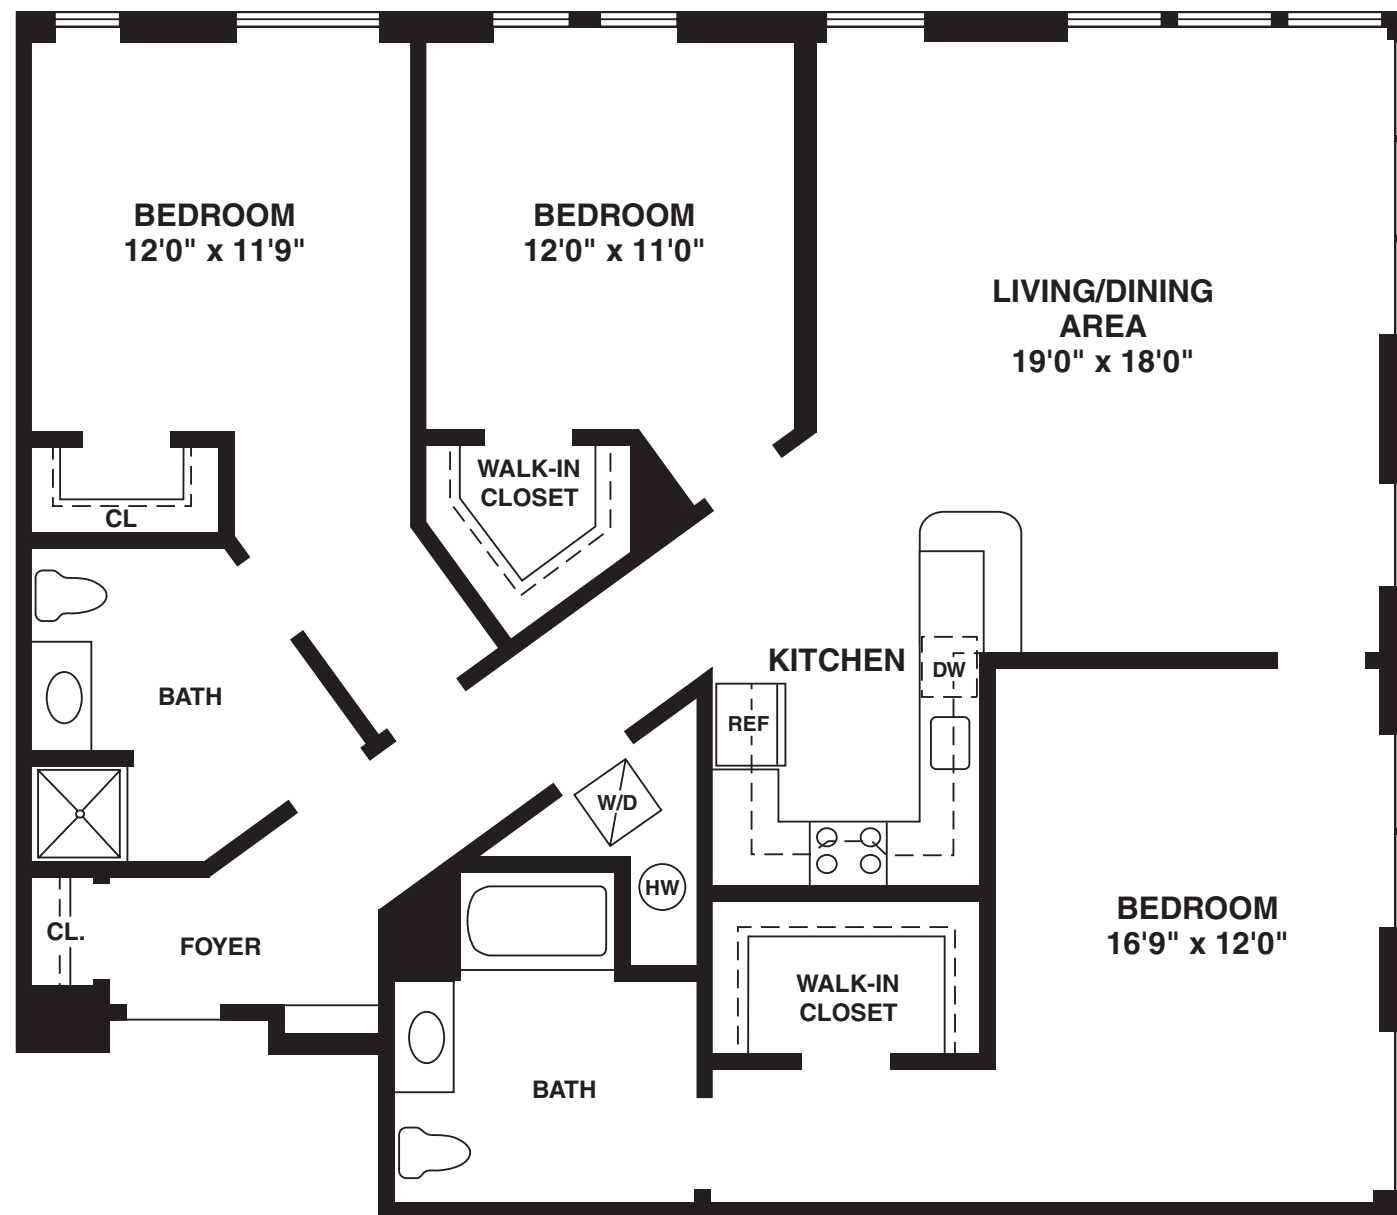 BEDROOM
12'0" x 11'9"
BEDROOM
12'0" x 11'0"
LIVING/DINING
AREA
19'0" x 18'0"
WALK-IN
CLOSET
CL
KITCHEN
DW
BATH
REF
W/D
HW
CL.
FOYER
BEDROOM
16'9" x 12'0"
WALK-IN
CLOSET
BATH